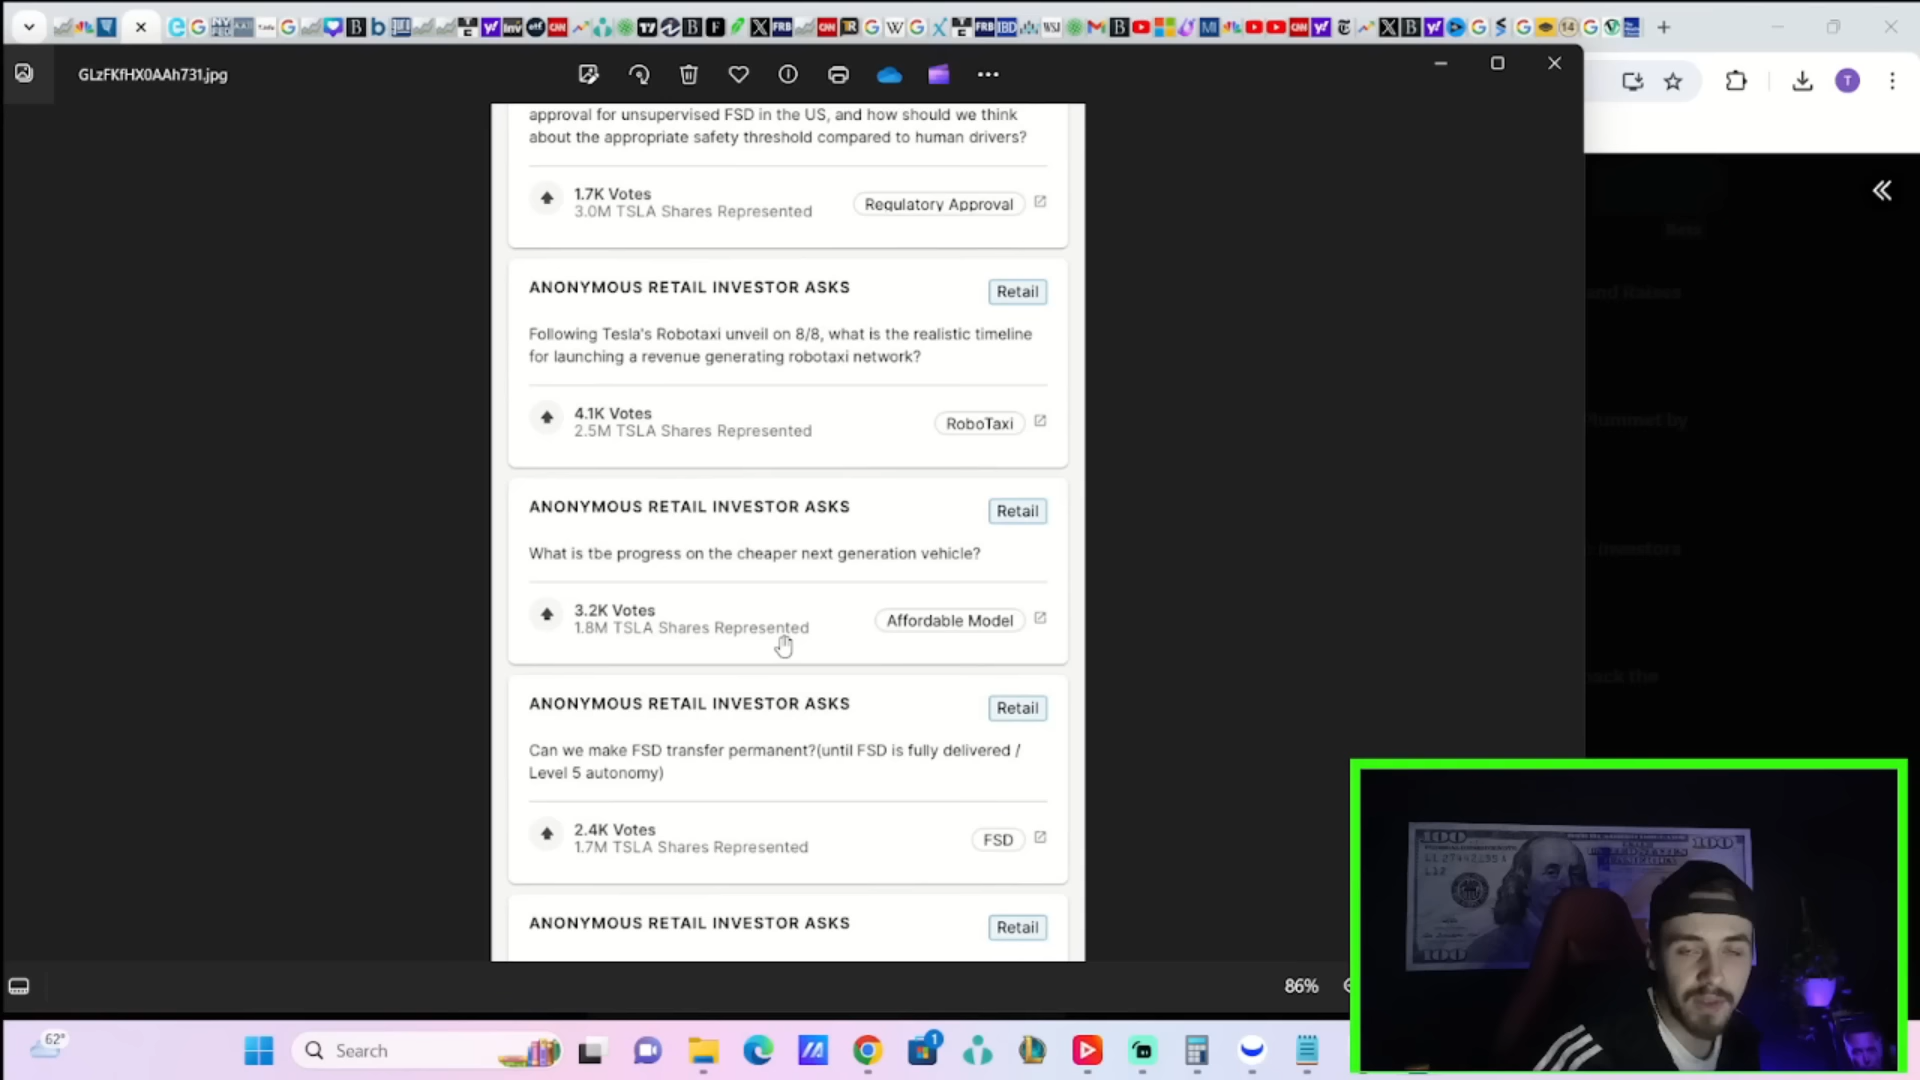 GLzFKfHX0AAh731.jpg
approval for unsupervised FSD in the US, and how should we think
about the appropriate safety threshold compared to human drivers?
1.7K Votes
3.0M TSLA Shares Represented
Regulatory Approval
ANONYMOUS RETAIL INVESTOR ASKS
Retail
Following Tesla's Robotaxi unveil on 8/8, what is the realistic timeline
for launching a revenue generating robotaxi network?
4.1K Votes
2.5M TSLA Shares Represented
RoboTaxi
ANONYMOUS RETAIL INVESTOR ASKS
Retail
What is tbe progress on the cheaper next generation vehicle?
3.2K Votes
1.8M TSLA Shares Represented
Affordable Model
ANONYMOUS RETAIL INVESTOR ASKS
Retail
Can we make FSD transfer permanent?(until FSD is fully delivered /
Level 5 autonomy)
2.4K Votes
1.7M TSLA Shares Represented
FSD
ANONYMOUS RETAIL INVESTOR ASKS
Retail
86%
62°
Search
1
T
100
100
100